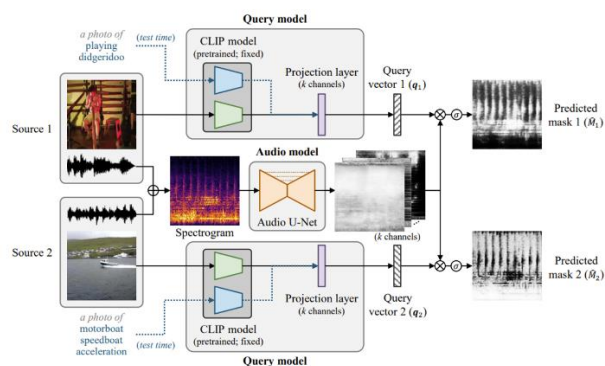 Query model
a photo of
playing
didgeridoo
(test time)
CLIP model
(pretrained; fixed)
Projection layer
(k channels)
Query
vector 1 (q₁)
Predicted
mask 1 (M̂₁)
Source 1
σ
Audio model
Spectrogram
Audio U-Net
(k channels)
Source 2
σ
Predicted
mask 2 (M̂₂)
Projection layer
(k channels)
Query
vector 2 (q₂)
a photo of
motorboat
speedboat
acceleration
(test time)
CLIP model
(pretrained; fixed)
Query model